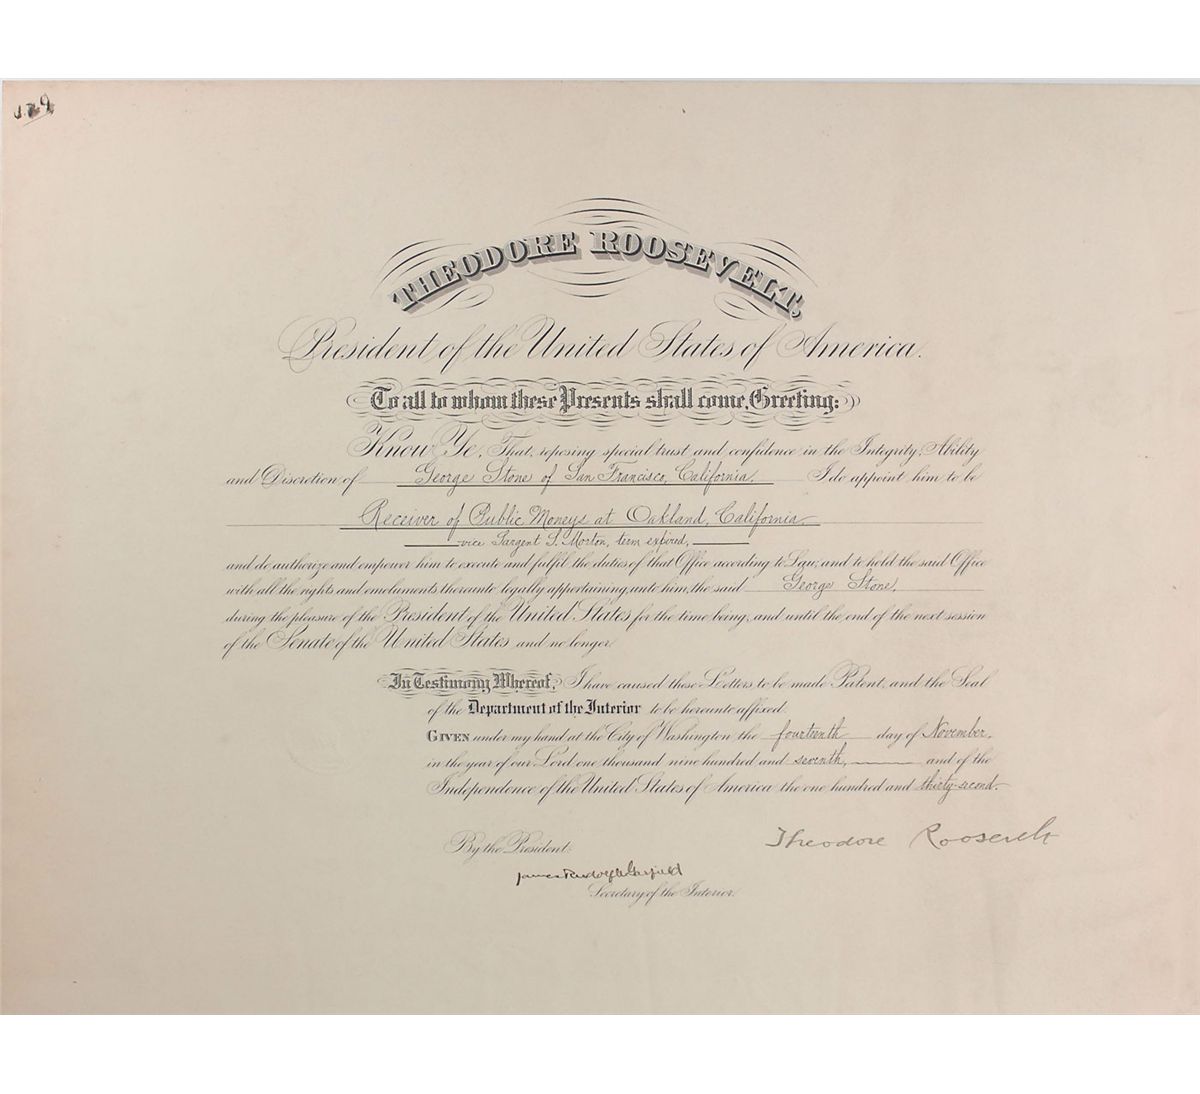 THEODORE ROOSEVELT,
President of the United States of America.
To all to whom these Presents shall come, Greeting:
Know Ye, That, reposing special trust and confidence in the Integrity, Ability
and Discretion of George Stone of San Francisco, California, I do appoint him to be
Receiver of Public Moneys at Oakland, California,
vice Sargent S. Morton, term expired,
and do authorize and empower him to execute and fulfil the duties of that Office according to Law; and to hold the said Office
with all the rights and emoluments thereunto legally appertaining, unto him, the said George Stone,
during the pleasure of the President of the United States for the time being, and until the end of the next session
of the Senate of the United States and no longer.
In Testimony Whereof, I have caused these Letters to be made Patent, and the Seal
of the Department of the Interior to be hereunto affixed.
GIVEN under my hand at the City of Washington the fourteenth day of November,
in the year of our Lord one thousand nine hundred and seventh, and of the
Independence of the United States of America the one hundred and thirty-second.
Theodore Roosevelt
By the President:
James Rudolph Garfield
Secretary of the Interior.